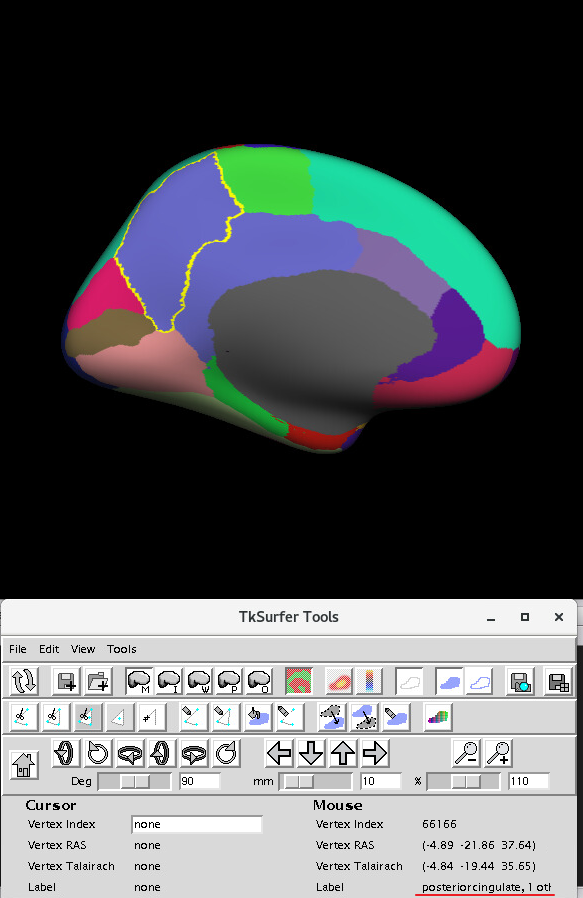 TkSurfer Tools
File Edit View Tools
M I W P O
Deg 90 mm 10 % 110
Cursor Mouse
Vertex Index none Vertex Index 66166
Vertex RAS none Vertex RAS (-4.89 -21.86 37.64)
Vertex Talairach none Vertex Talairach (-4.84 -19.44 35.65)
Label none Label posteriorcingulate, 1 oth